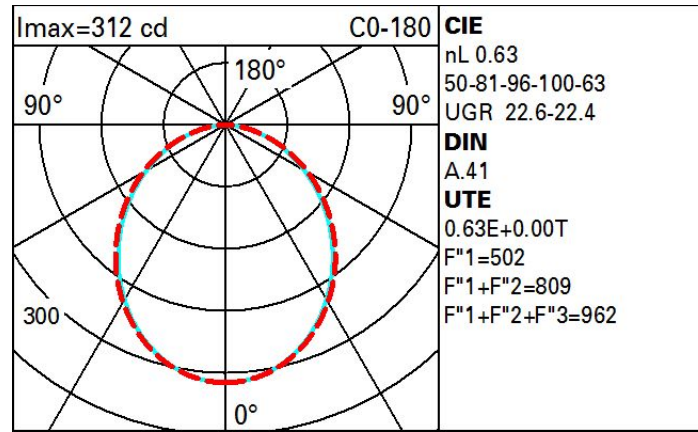 Imax=312 cd C0-180
180°
90° 90°
300
0°
CIE
nL 0.63
50-81-96-100-63
UGR 22.6-22.4
DIN
A.41
UTE
0.63E+0.00T
F"1=502
F"1+F"2=809
F"1+F"2+F"3=962